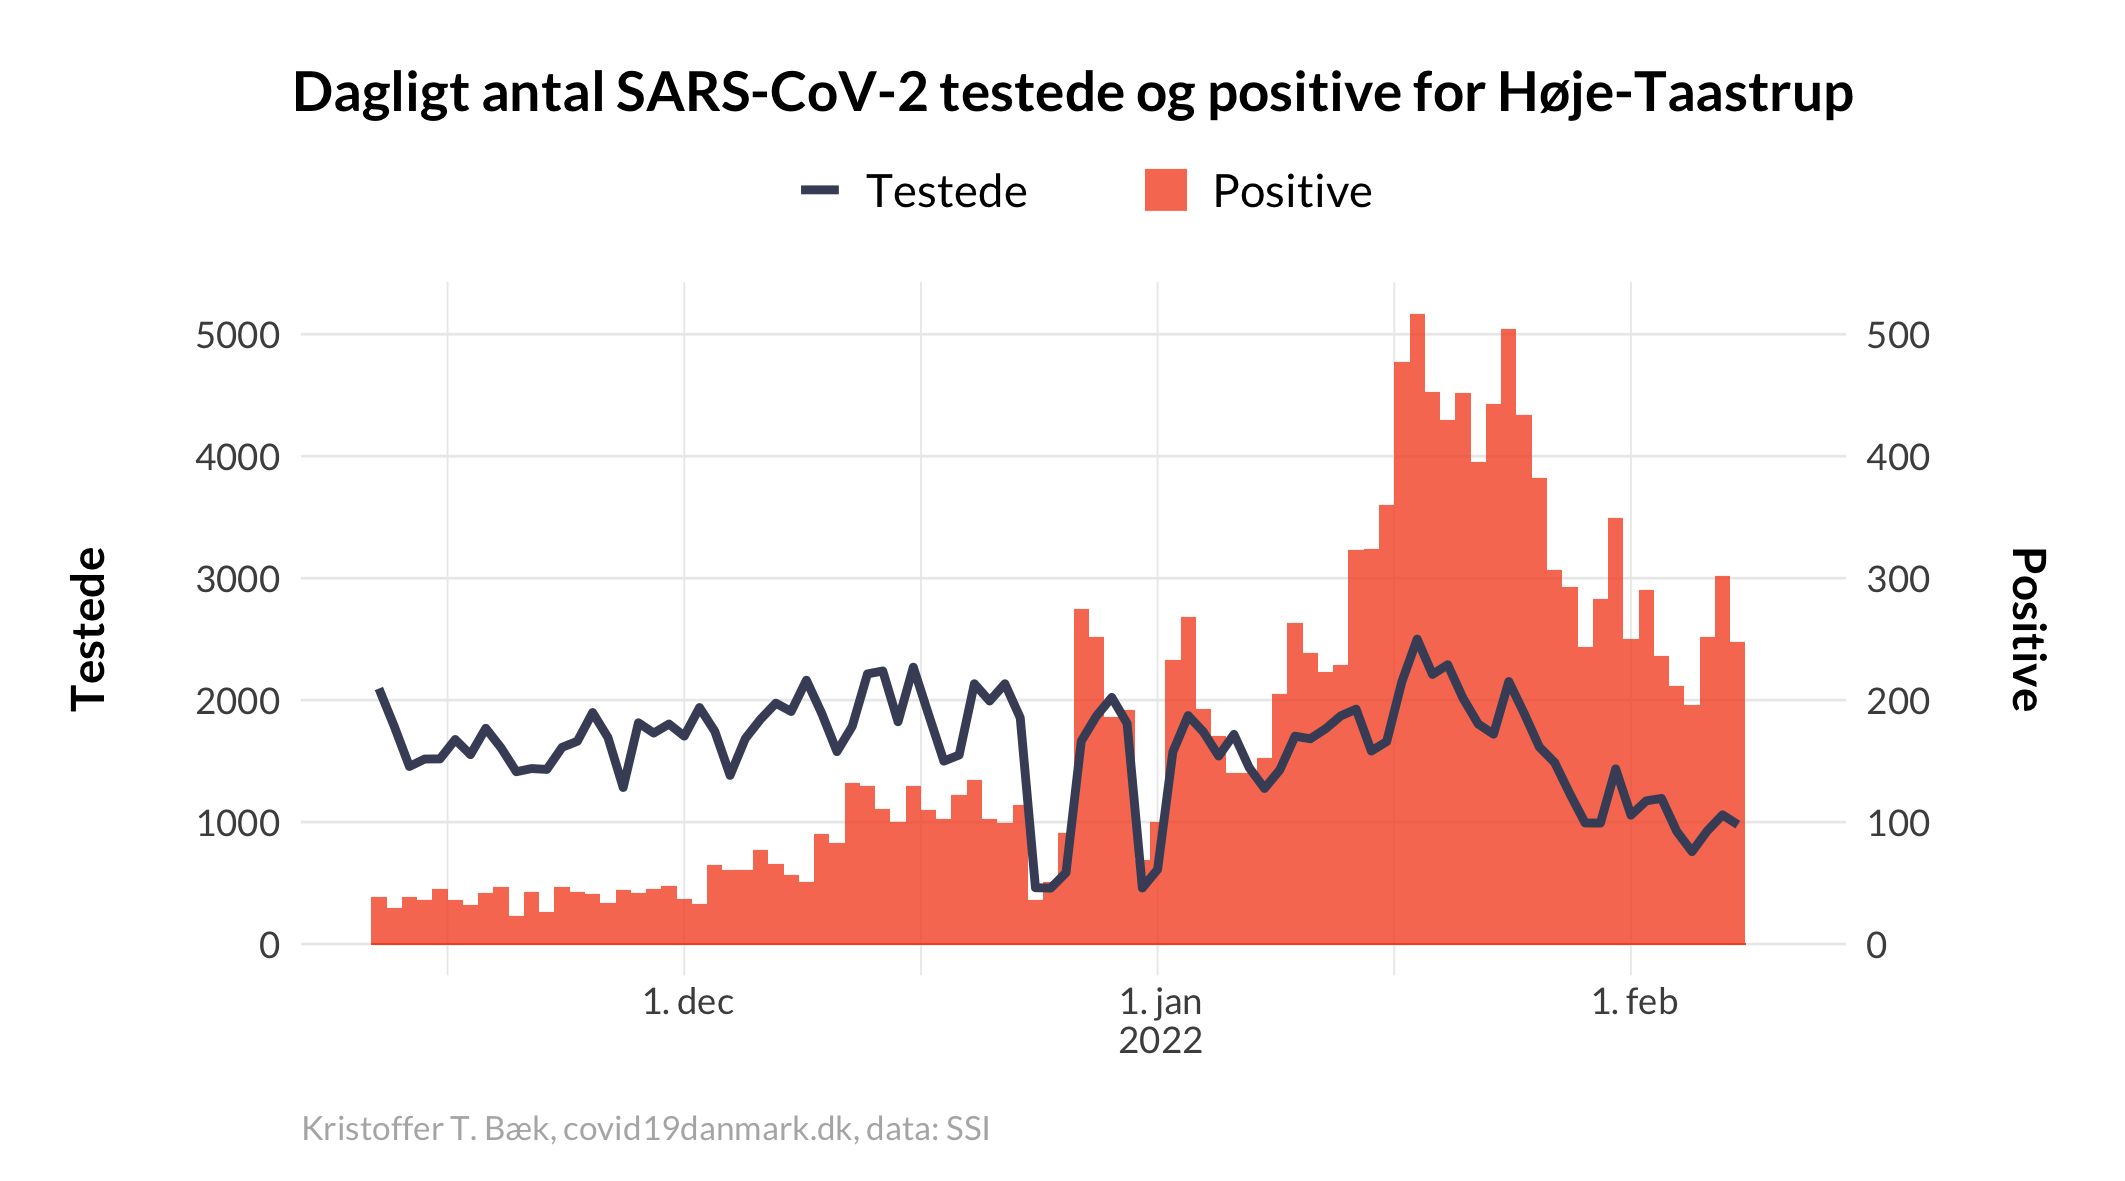 Dagligt antal SARS-CoV-2 testede og positive for Høje-Taastrup
Testede
Positive
5000
4000
3000
2000
1000
0
Testede
500
400
300
200
100
0
Positive
1. dec
1. jan
2022
1. feb
Kristoffer T. Bæk, covid19danmark.dk, data: SSI